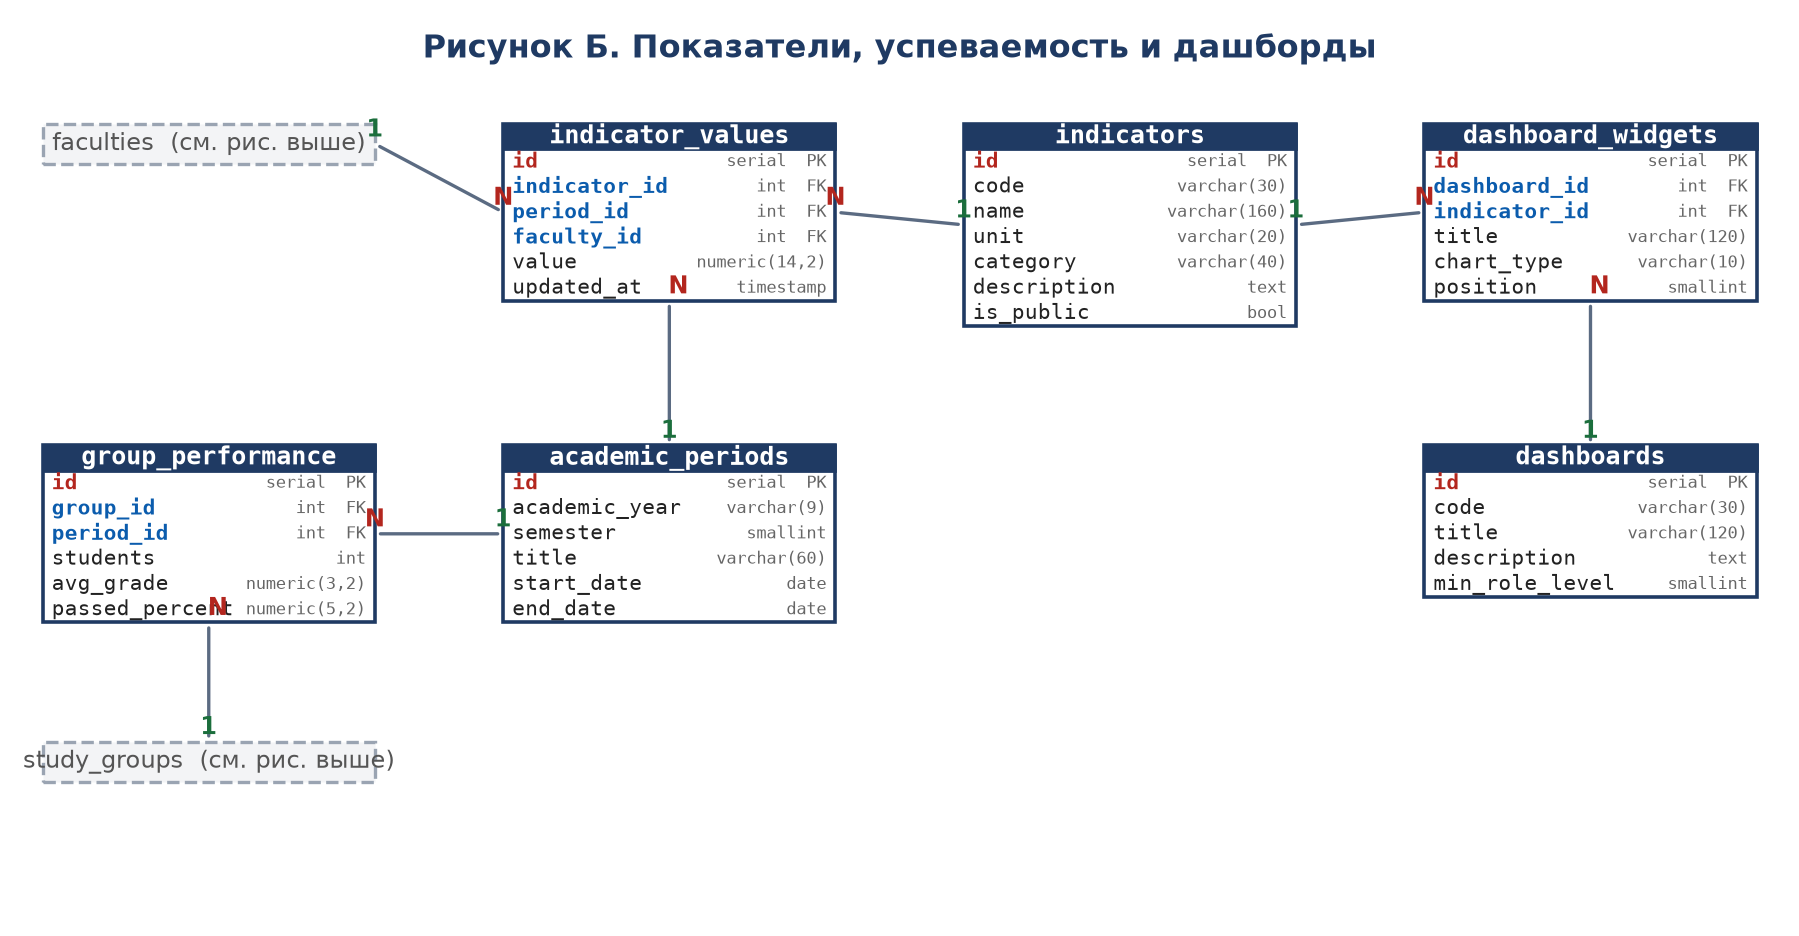 Рисунок Б. Показатели, успеваемость и дашборды
faculties (см. рис. выше)
1
indicator_values
id serial PK
indicator_id int FK
period_id int FK
faculty_id int FK
value numeric(14,2)
updated_at timestamp
N
N
N
indicators
id serial PK
code varchar(30)
name varchar(160)
unit varchar(20)
category varchar(40)
description text
is_public bool
1
1
dashboard_widgets
id serial PK
dashboard_id int FK
indicator_id int FK
title varchar(120)
chart_type varchar(10)
position smallint
N
N
group_performance
id serial PK
group_id int FK
period_id int FK
students int
avg_grade numeric(3,2)
passed_percent numeric(5,2)
N
N
1
academic_periods
id serial PK
academic_year varchar(9)
semester smallint
title varchar(60)
start_date date
end_date date
1
1
dashboards
id serial PK
code varchar(30)
title varchar(120)
description text
min_role_level smallint
1
study_groups (см. рис. выше)